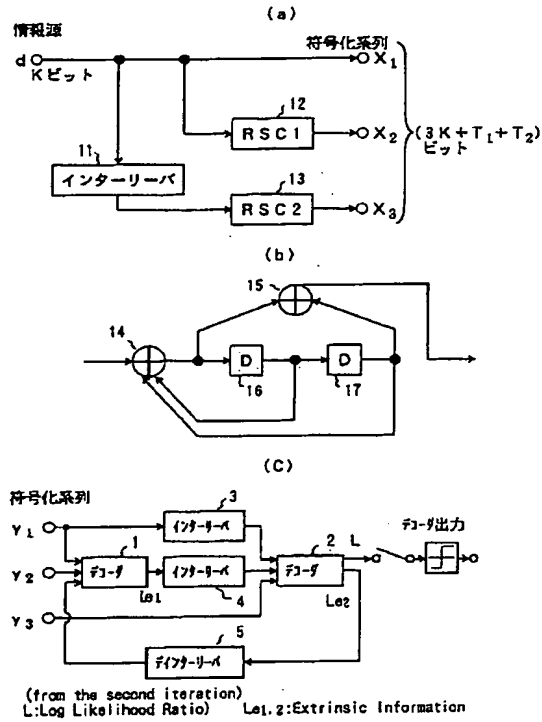 (a)
情報源
符号化系列
d
Kビット
X1
12
RSC1
X2
(3K+T1+T2)
ビット
11
インターリーバ
13
RSC2
X3
(b)
15
14
D
16
D
17
(C)
符号化系列
3
Y1
インターリーバ
デコーダ出力
1
2
L
Y2
デコーダ
インターリーバ
デコーダ
Le1
4
Le2
Y3
5
デインターリーバ
(from the second iteration)
L:Log Likelihood Ratio) Le1,2:Extrinsic Information